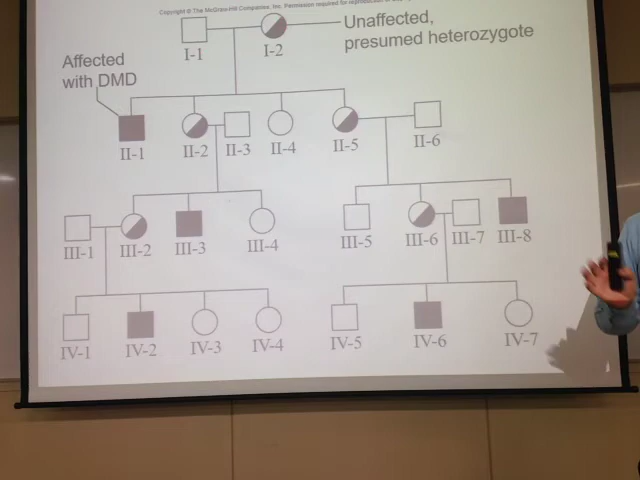 Copyright © The McGraw-Hill Companies, Inc. Permission required for reproduction
Unaffected,
presumed heterozygote
I-1
I-2
Affected
with DMD
II-1
II-2
II-3
II-4
II-5
II-6
III-1
III-2
III-3
III-4
III-5
III-6
III-7
III-8
IV-1
IV-2
IV-3
IV-4
IV-5
IV-6
IV-7